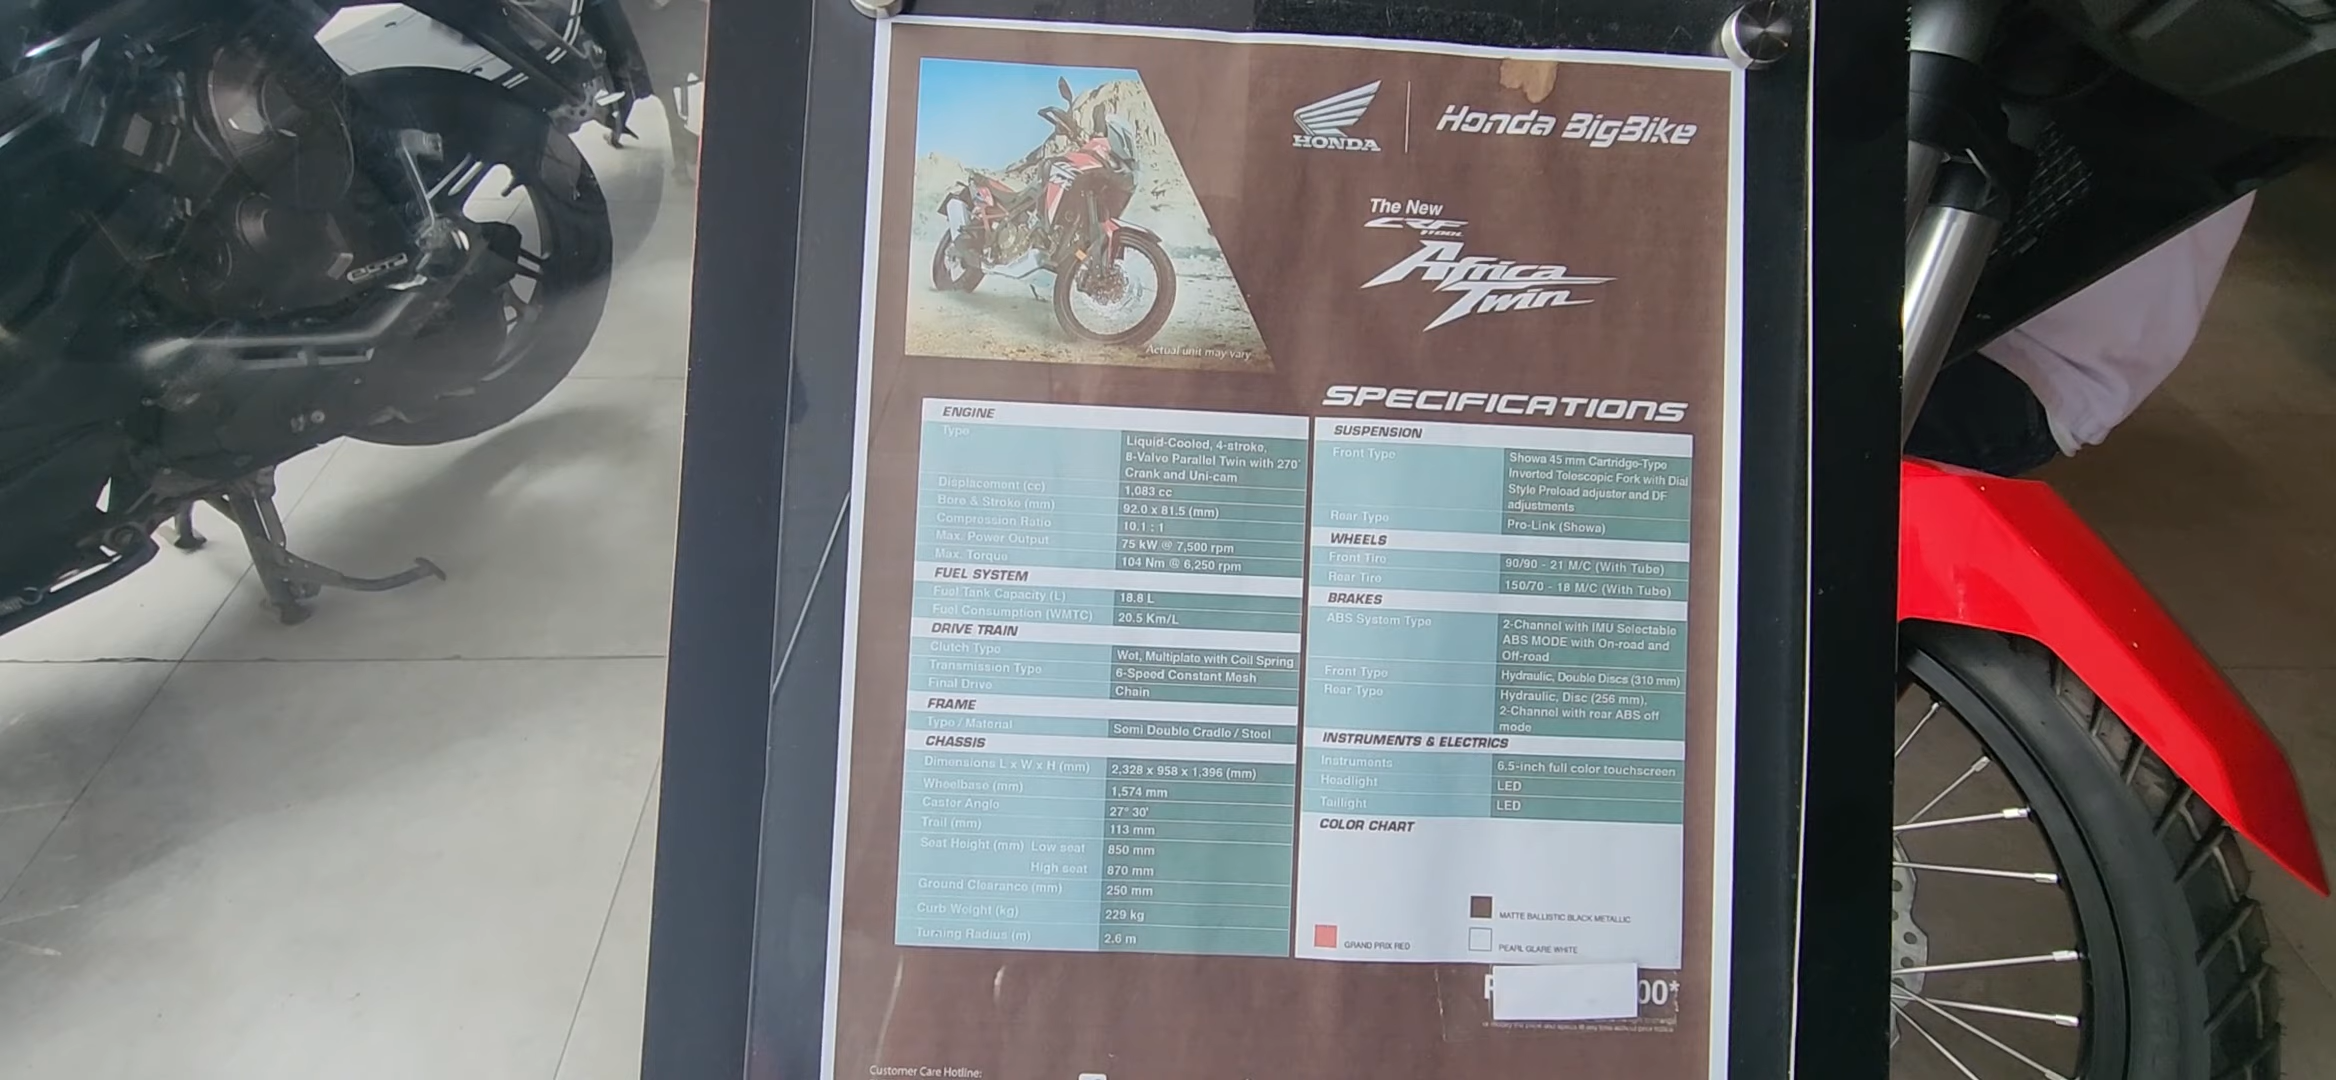 HONDA
Honda BigBike
The New
CRF
1100L
Africa
Twin
Actual unit may vary
SPECIFICATIONS
ENGINE
Type Liquid-Cooled, 4-stroke,
8-Valve Parallel Twin with 270°
Crank and Uni-cam
Displacement (cc) 1,083 cc
Bore & Stroke (mm) 92.0 x 81.5 (mm)
Compression Ratio 10.1 : 1
Max. Power Output 75 kW @ 7,500 rpm
Max. Torque 104 Nm @ 6,250 rpm
FUEL SYSTEM
Fuel Tank Capacity (L) 18.8 L
Fuel Consumption (WMTC) 20.5 Km/L
DRIVE TRAIN
Clutch Type Wet, Multiplate with Coil Spring
Transmission Type 6-Speed Constant Mesh
Final Drive Chain
FRAME
Type / Material Semi Double Cradle / Steel
CHASSIS
Dimensions L x W x H (mm) 2,328 x 958 x 1,396 (mm)
Wheelbase (mm) 1,574 mm
Castor Angle 27° 30'
Trail (mm) 113 mm
Seat Height (mm) Low seat 850 mm
High seat 870 mm
Ground Clearance (mm) 250 mm
Curb Weight (kg) 229 kg
Turning Radius (m) 2.6 m
SUSPENSION
Front Type Showa 45 mm Cartridge-Type
Inverted Telescopic Fork with Dial
Style Preload adjuster and DF
adjustments
Rear Type Pro-Link (Showa)
WHEELS
Front Tire 90/90 - 21 M/C (With Tube)
Rear Tire 150/70 - 18 M/C (With Tube)
BRAKES
ABS System Type 2-Channel with IMU Selectable
ABS MODE with On-road and
Off-road
Front Type Hydraulic, Double Discs (310 mm)
Rear Type Hydraulic, Disc (256 mm),
2-Channel with rear ABS off
mode
INSTRUMENTS & ELECTRICS
Instruments 6.5-inch full color touchscreen
Headlight LED
Taillight LED
COLOR CHART
MATTE BALLISTIC BLACK METALLIC
GRAND PRIX RED
PEARL GLARE WHITE
00*
Customer Care Hotline: